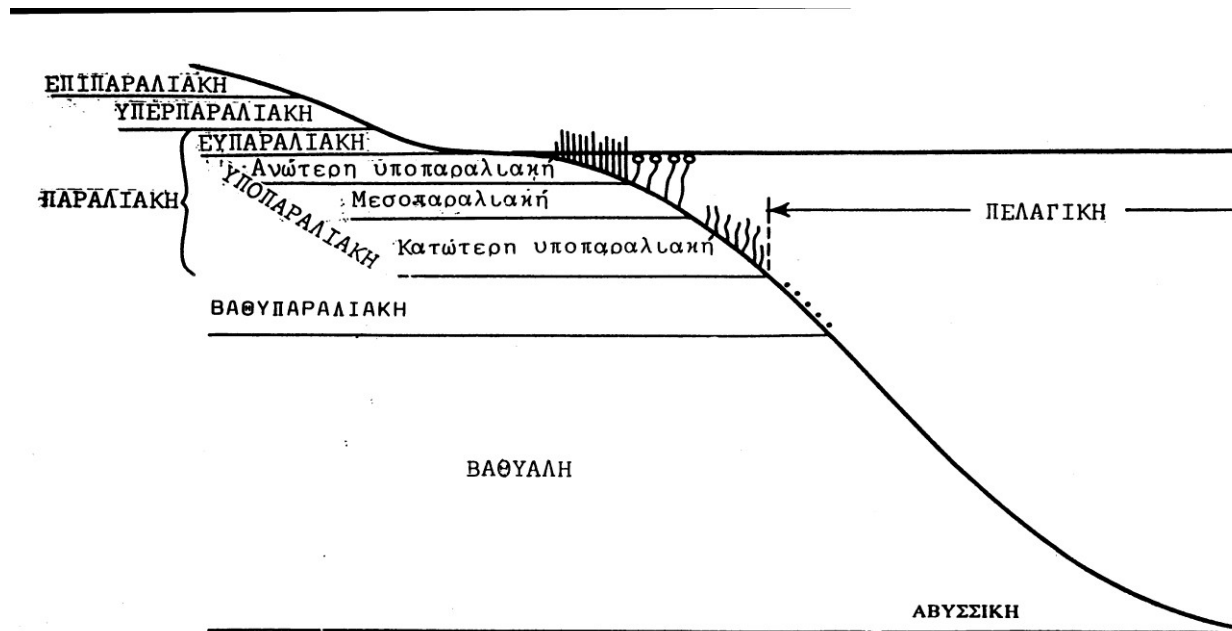 ΕΠΙΠΑΡΑΛΙΑΚΗ
ΥΠΕΡΠΑΡΑΛΙΑΚΗ
ΕΥΠΑΡΑΛΙΑΚΗ
Ανώτερη υποπαραλιακή
ΥΠΟΠΑΡΑΛΙΑΚΗ
ΠΑΡΑΛΙΑΚΗ
Μεσοπαραλιακή
ΠΕΛΑΓΙΚΗ
Κατώτερη υποπαραλιακή
ΒΑΘΥΠΑΡΑΛΙΑΚΗ
ΒΑΘΥΑΛΗ
ΑΒΥΣΣΙΚΗ